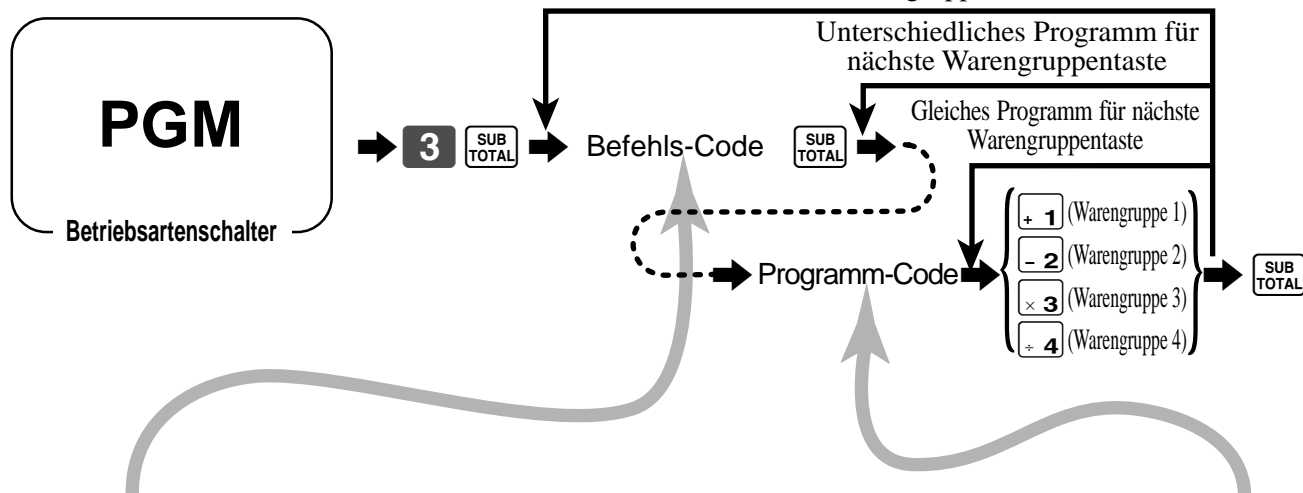 Unterschiedliches Programm für
nächste Warengruppentaste
Gleiches Programm für nächste
Warengruppentaste
PGM
Betriebsartenschalter
3
SUB
TOTAL
Befehls-Code
SUB
TOTAL
Programm-Code
+ 1 (Warengruppe 1)
− 2 (Warengruppe 2)
× 3 (Warengruppe 3)
÷ 4 (Warengruppe 4)
SUB
TOTAL